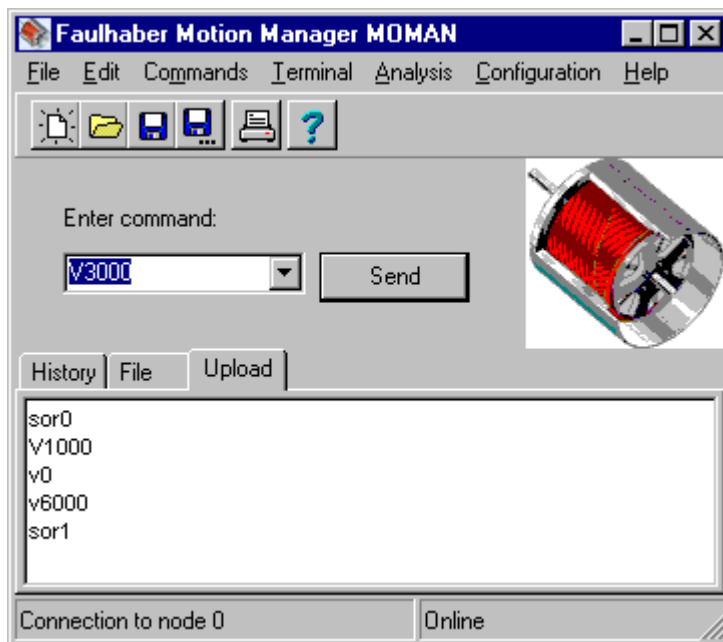 Faulhaber Motion Manager MOMAN
File Edit Commands Terminal Analysis Configuration Help
Enter command:
V3000
Send
History File Upload
sor0
V1000
v0
v6000
sor1
Connection to node 0 Online